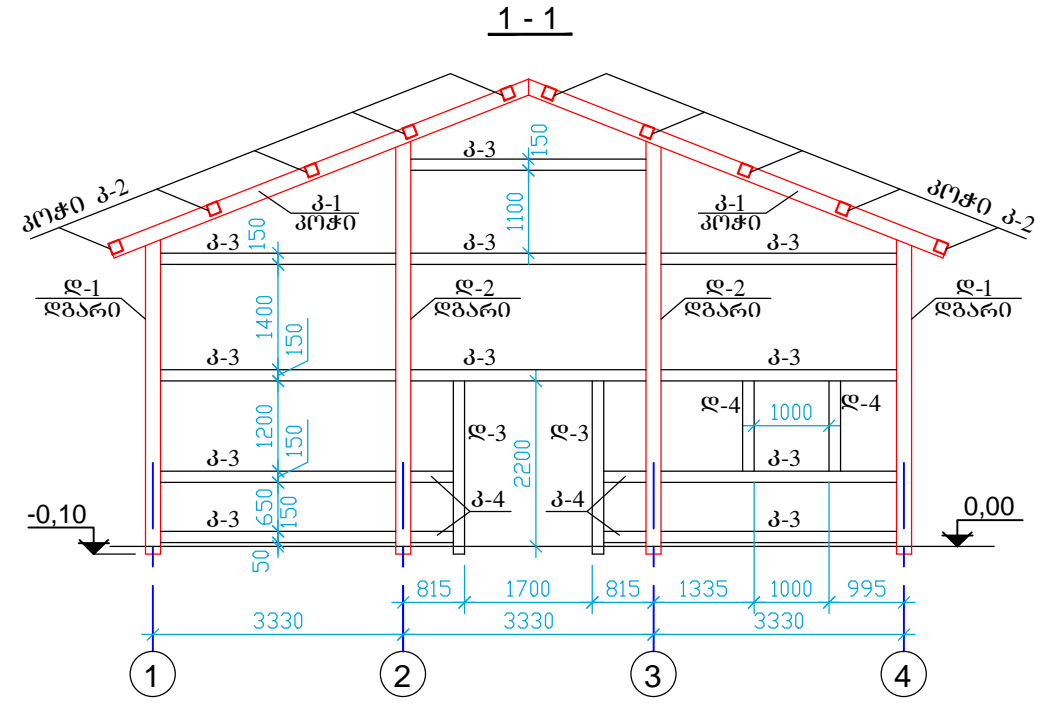 1 - 1
კ-3
150
კოჭი კ-2
კ-1
კოჭი
1100
კ-1
კოჭი
კოჭი კ-2
კ-3
150
კ-3
კ-3
დ-1
დგარი
დ-2
დგარი
დ-2
დგარი
დ-1
დგარი
1400
150
კ-3
კ-3
კ-3
დ-4
1000
დ-4
1200
150
დ-3
2200
დ-3
კ-3
კ-3
650
150
კ-4
კ-4
-0,10
კ-3
კ-3
0,00
50
815
1700
815
1335
1000
995
3330
3330
3330
1
2
3
4